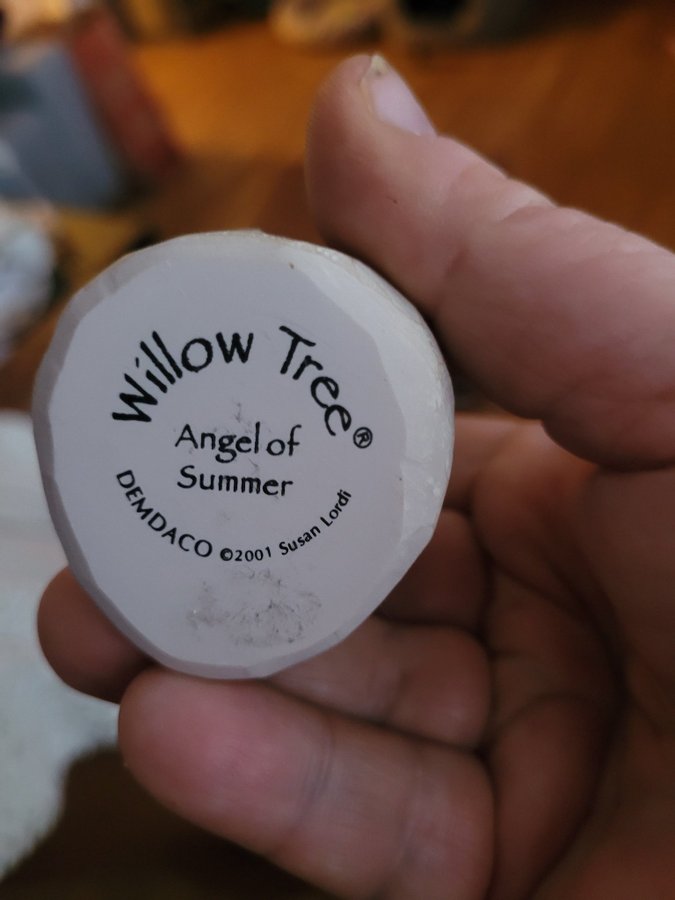 Willow Tree®
Angel of
Summer
DEMDACO ©2001 Susan Lordi